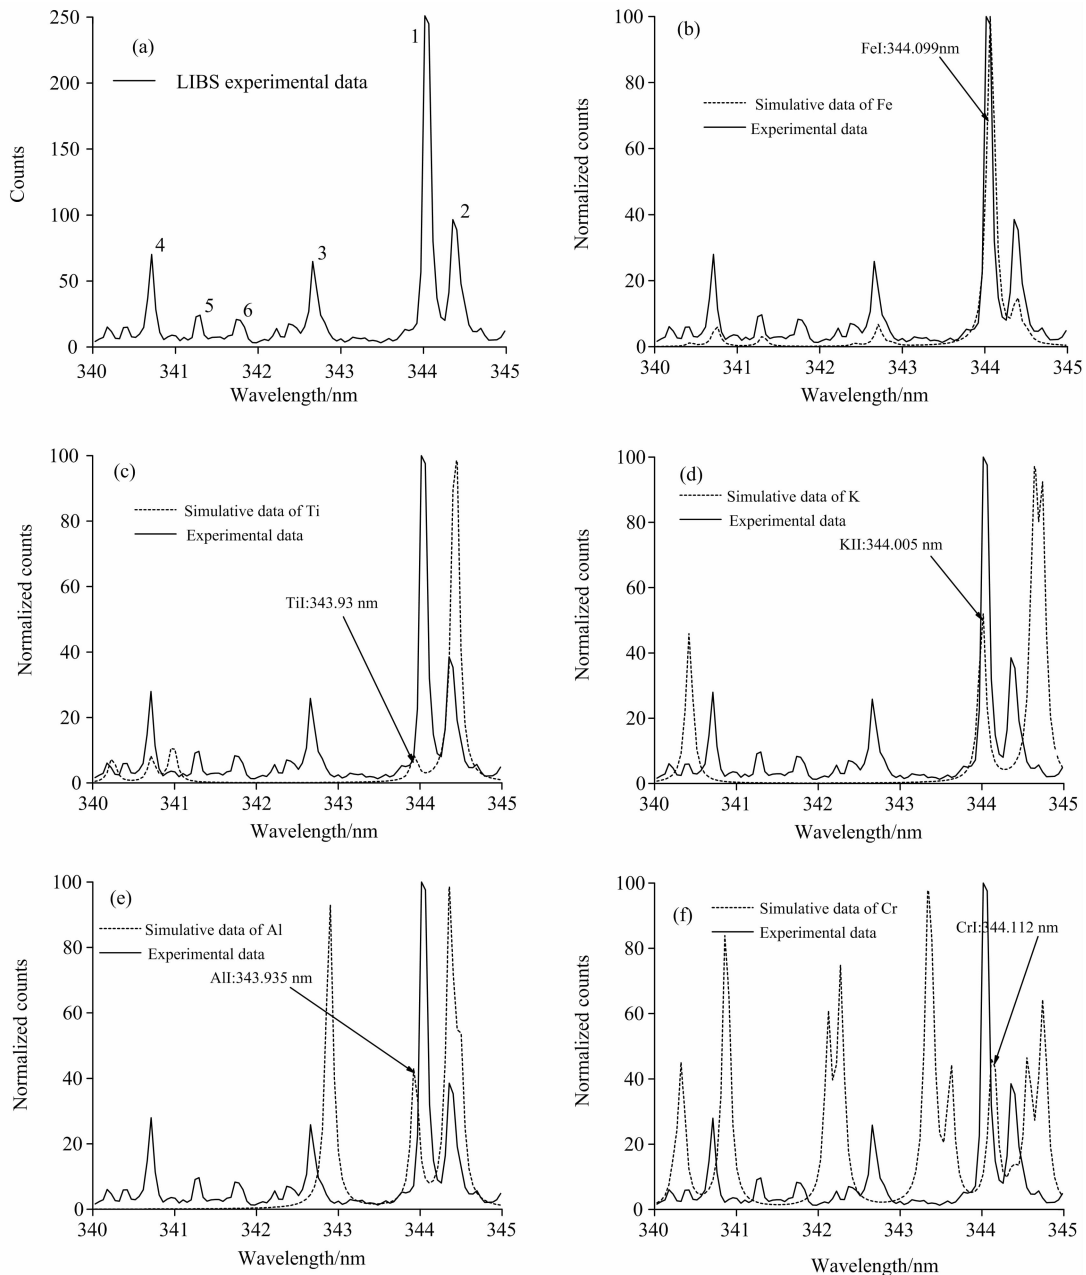 (a)
LIBS experimental data
250
200
150
100
50
0
1
2
3
4
5
6
340 341 342 343 344 345
Counts
Wavelength/nm
(b)
FeI:344.099nm
Simulative data of Fe
Experimental data
100
80
60
40
20
0
340 341 342 343 344 345
Normalized counts
Wavelength/nm
(c)
Simulative data of Ti
Experimental data
TiI:343.93 nm
100
80
60
40
20
0
340 341 342 343 344 345
Normalized counts
Wavelength/nm
(d)
Simulative data of K
Experimental data
KII:344.005 nm
100
80
60
40
20
0
340 341 342 343 344 345
Normalized counts
Wavelength/nm
(e)
Simulative data of Al
Experimental data
AlI:343.935 nm
100
80
60
40
20
0
340 341 342 343 344 345
Normalized counts
Wavelength/nm
(f)
Simulative data of Cr
Experimental data
CrI:344.112 nm
100
80
60
40
20
0
340 341 342 343 344 345
Normalized counts
Wavelength/nm